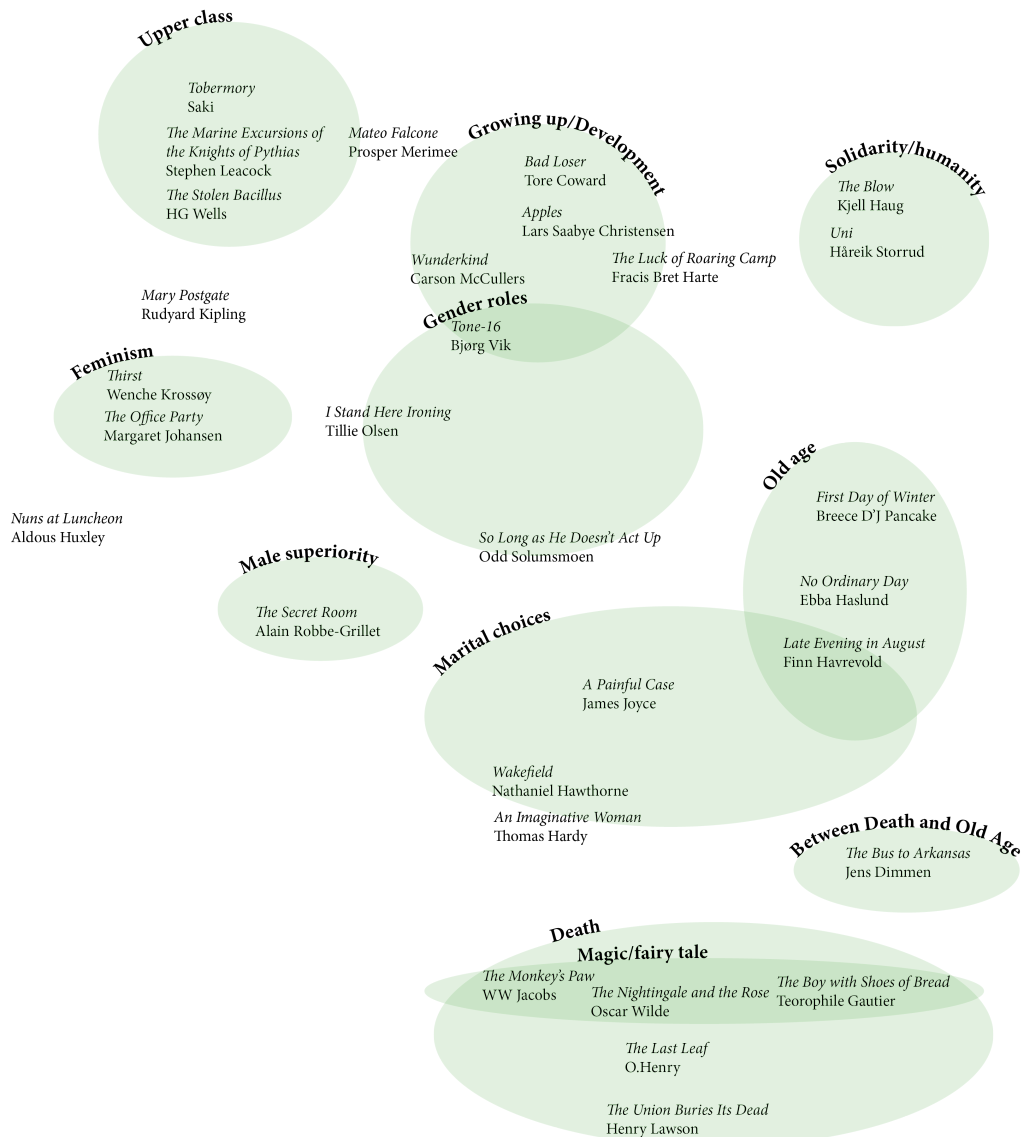 Upper class
Tobermory
Saki
The Marine Excursions of
the Knights of Pythias
Stephen Leacock
The Stolen Bacillus
HG Wells
Mateo Falcone
Prosper Merimee
Growing up/Development
Bad Loser
Tore Coward
Apples
Lars Saabye Christensen
Wunderkind
Carson McCullers
The Luck of Roaring Camp
Fracis Bret Harte
Solidarity/humanity
The Blow
Kjell Haug
Uni
Håreik Storrud
Mary Postgate
Rudyard Kipling
Gender roles
Tone-16
Bjørg Vik
Feminism
Thirst
Wenche Krossøy
The Office Party
Margaret Johansen
I Stand Here Ironing
Tillie Olsen
So Long as He Doesn't Act Up
Odd Solumsmoen
Old age
First Day of Winter
Breece D'J Pancake
No Ordinary Day
Ebba Haslund
Late Evening in August
Finn Havrevold
Nuns at Luncheon
Aldous Huxley
Male superiority
The Secret Room
Alain Robbe-Grillet
Marital choices
A Painful Case
James Joyce
Wakefield
Nathaniel Hawthorne
An Imaginative Woman
Thomas Hardy
Between Death and Old Age
The Bus to Arkansas
Jens Dimmen
Death
Magic/fairy tale
The Monkey's Paw
WW Jacobs
The Nightingale and the Rose
Oscar Wilde
The Boy with Shoes of Bread
Teorophile Gautier
The Last Leaf
O.Henry
The Union Buries Its Dead
Henry Lawson